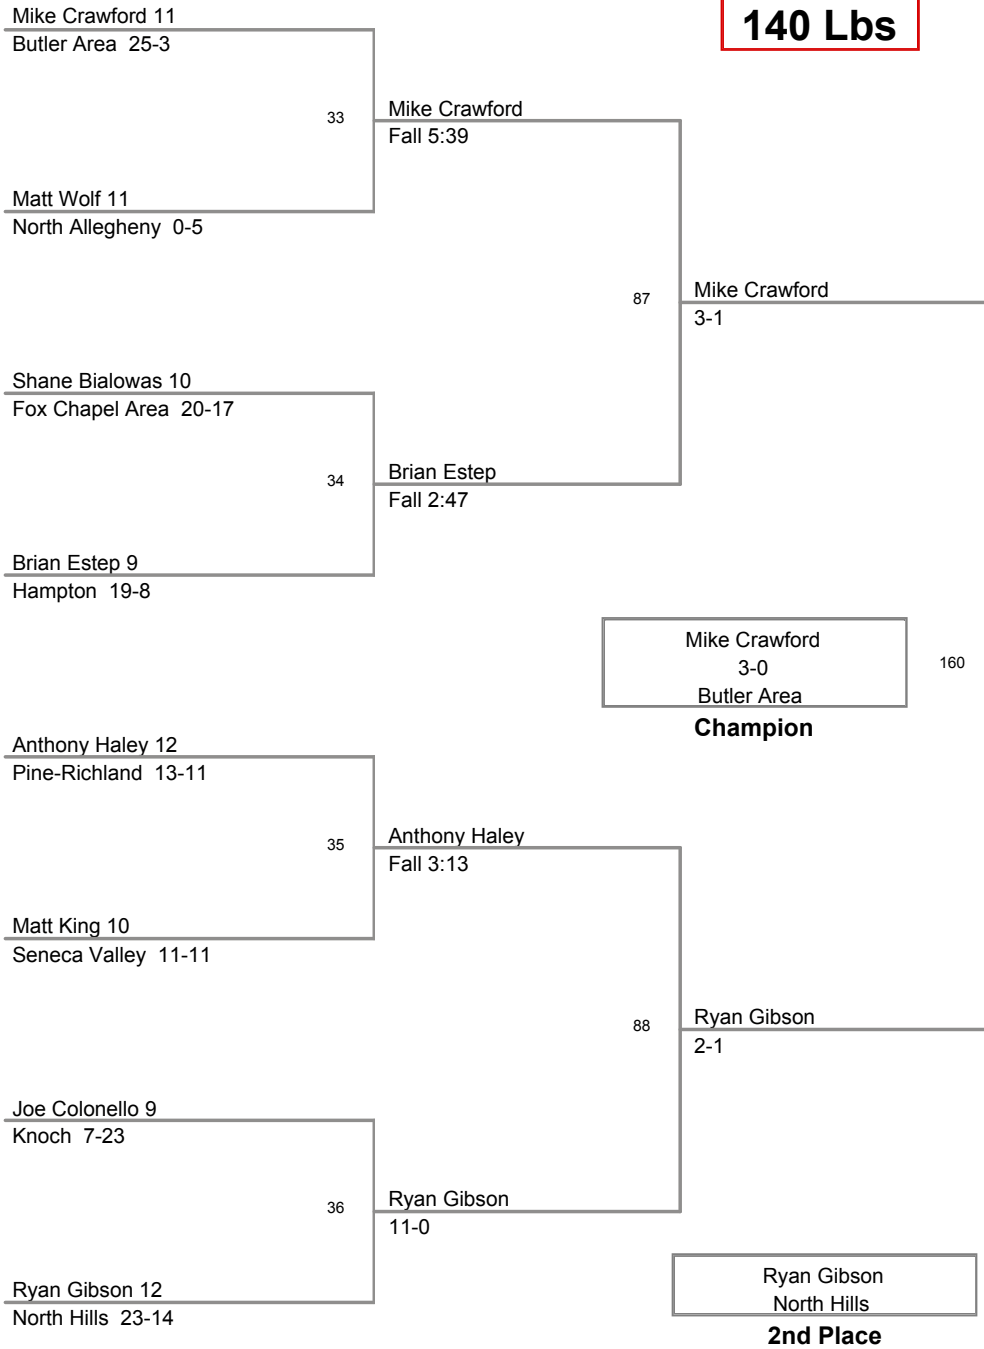 Mike Crawford 11
Butler Area 25-3
140 Lbs
33
Mike Crawford
Fall 5:39
Matt Wolf 11
North Allegheny 0-5
87
Mike Crawford
3-1
Shane Bialowas 10
Fox Chapel Area 20-17
34
Brian Estep
Fall 2:47
Brian Estep 9
Hampton 19-8
Mike Crawford
3-0
Butler Area
160
Champion
Anthony Haley 12
Pine-Richland 13-11
35
Anthony Haley
Fall 3:13
Matt King 10
Seneca Valley 11-11
88
Ryan Gibson
2-1
Joe Colonello 9
Knoch 7-23
36
Ryan Gibson
11-0
Ryan Gibson 12
North Hills 23-14
Ryan Gibson
North Hills
2nd Place